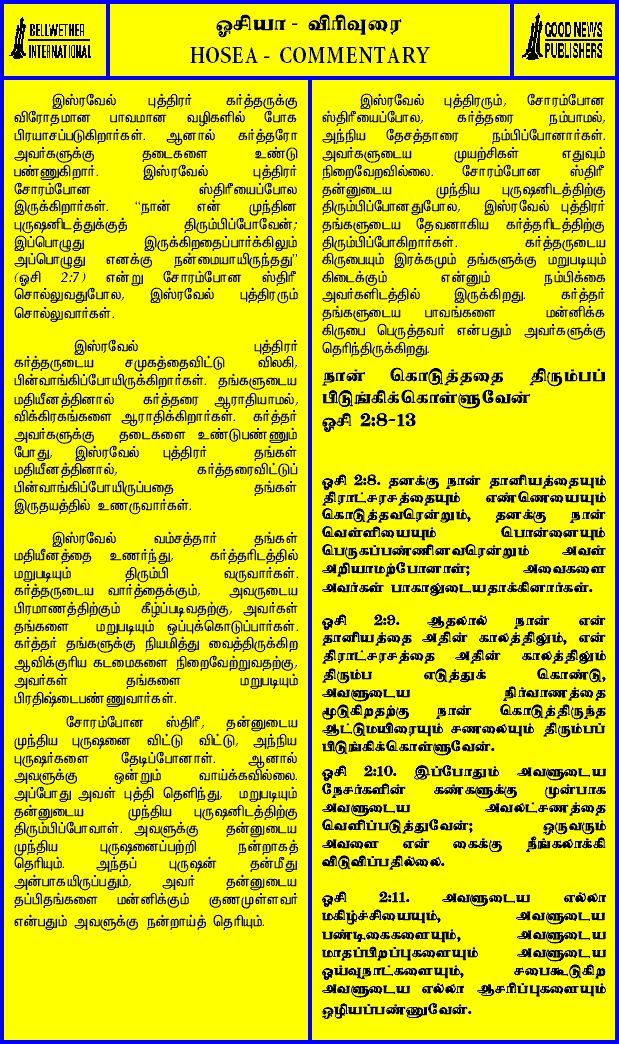 BELLWETHER
INTERNATIONAL
ஓசியா - விரிவுரை
HOSEA - COMMENTARY
GOOD NEWS
PUBLISHERS
இஸ்ரவேல் புத்திரர் கர்த்தருக்கு
விரோதமான பாவமான வழிகளில் போக
பிரயாசப்படுகிறார்கள். ஆனால் கர்த்தரோ
அவர்களுக்கு தடைகளை உண்டு
பண்ணுகிறார். இஸ்ரவேல் புத்திரர்
சோரம்போன ஸ்திரீயைப்போல
இருக்கிறார்கள். “நான் என் முந்தின
புருஷனிடத்துக்குத் திரும்பிப்போவேன்;
இப்பொழுது இருக்கிறதைப்பார்க்கிலும்
அப்பொழுது எனக்கு நன்மையாயிருந்தது”
(ஓசி 2:7) என்று சோரம்போன ஸ்திரீ
சொல்லுவதுபோல, இஸ்ரவேல் புத்திரரும்
சொல்லுவார்கள்.
இஸ்ரவேல் புத்திரர்
கர்த்தருடைய சமுகத்தைவிட்டு விலகி,
பின்வாங்கிப்போயிருக்கிறார்கள். தங்களுடைய
மதியீனத்தினால் கர்த்தரை ஆராதியாமல்,
விக்கிரகங்களை ஆராதிக்கிறார்கள். கர்த்தர்
அவர்களுக்கு தடைகளை உண்டுபண்ணும்
போது, இஸ்ரவேல் புத்திரர் தங்கள்
மதியீனத்தினால், கர்த்தரைவிட்டுப்
பின்வாங்கிப்போயிருப்பதை தங்கள்
இருதயத்தில் உணருவார்கள்.
இஸ்ரவேல் வம்சத்தார் தங்கள்
மதியீனத்தை உணர்ந்து, கர்த்தரிடத்தில்
மறுபடியும் திரும்பி வருவார்கள்.
கர்த்தருடைய வார்த்தைக்கும், அவருடைய
பிரமாணத்திற்கும் கீழ்ப்படிவதற்கு, அவர்கள்
தங்களை மறுபடியும் ஒப்புக்கொடுப்பார்கள்.
கர்த்தர் தங்களுக்கு நியமித்து வைத்திருக்கிற
ஆவிக்குரிய கடமைகளை நிறைவேற்றுவதற்கு,
அவர்கள் தங்களை மறுபடியும்
பிரதிஷ்டைபண்ணுவார்கள்.
சோரம்போன ஸ்திரீ, தன்னுடைய
முந்திய புருஷனை விட்டு விட்டு, அந்நிய
புருஷர்களை தேடிப்போனாள். ஆனால்
அவளுக்கு ஒன்றும் வாய்க்கவில்லை.
அப்போது அவள் புத்தி தெளிந்து, மறுபடியும்
தன்னுடைய முந்திய புருஷனிடத்திற்கு
திரும்பிப்போவாள். அவளுக்கு தன்னுடைய
முந்திய புருஷனைப்பற்றி நன்றாகத்
தெரியும். அந்தப் புருஷன் தன்மீது
அன்பாகயிருப்பதும், அவர் தன்னுடைய
தப்பிதங்களை மன்னிக்கும் குணமுள்ளவர்
என்பதும் அவளுக்கு நன்றாய்த் தெரியும்.
இஸ்ரவேல் புத்திரரும், சோரம்போன
ஸ்திரீயைப்போல, கர்த்தரை நம்பாமல்,
அந்நிய தேசத்தாரை நம்பிப்போனார்கள்.
அவர்களுடைய முயற்சிகள் எதுவும்
நிறைவேறவில்லை. சோரம்போன ஸ்திரீ
தன்னுடைய முந்திய புருஷனிடத்திற்கு
திரும்பிப்போனதுபோல, இஸ்ரவேல் புத்திரர்
தங்களுடைய தேவனாகிய கர்த்தரிடத்திற்கு
திரும்பிப்போகிறார்கள். கர்த்தருடைய
கிருபையும் இரக்கமும் தங்களுக்கு மறுபடியும்
கிடைக்கும் என்னும் நம்பிக்கை
அவர்களிடத்தில் இருக்கிறது. கர்த்தர்
தங்களுடைய பாவங்களை மன்னிக்க
கிருபை பெருத்தவர் என்பதும் அவர்களுக்கு
தெரிந்திருக்கிறது.
நான் கொடுத்ததை திரும்பப்
பிடுங்கிக்கொள்ளுவேன்
ஓசி 2:8-13
ஓசி 2:8. தனக்கு நான் தானியத்தையும்
திராட்சரசத்தையும் எண்ணெயையும்
கொடுத்தவரென்றும், தனக்கு நான்
வெள்ளியையும் பொன்னையும்
பெருகப்பண்ணினவரென்றும் அவள்
அறியாமற்போனாள்; அவைகளை
அவர்கள் பாகாலுடையதாக்கினார்கள்.
ஓசி 2:9. ஆதலால் நான் என்
தானியத்தை அதின் காலத்திலும், என்
திராட்சரசத்தை அதின் காலத்திலும்
திரும்ப எடுத்துக் கொண்டு,
அவளுடைய நிர்வாணத்தை
மூடுகிறதற்கு நான் கொடுத்திருந்த
ஆட்டுமயிரையும் சணலையும் திரும்பப்
பிடுங்கிக்கொள்ளுவேன்.
ஓசி 2:10. இப்போதும் அவளுடைய
நேசர்களின் கண்களுக்கு முன்பாக
அவளுடைய அவலட்சணத்தை
வெளிப்படுத்துவேன்; ஒருவரும்
அவளை என் கைக்கு நீங்கலாக்கி
விடுவிப்பதில்லை.
ஓசி 2:11. அவளுடைய எல்லா
மகிழ்ச்சியையும், அவளுடைய
பண்டிகைகளையும், அவளுடைய
மாதப்பிறப்புகளையும் அவளுடைய
ஓய்வுநாட்களையும், சபைகூடுகிற
அவளுடைய எல்லா ஆசரிப்புகளையும்
ஒழியப்பண்ணுவேன்.